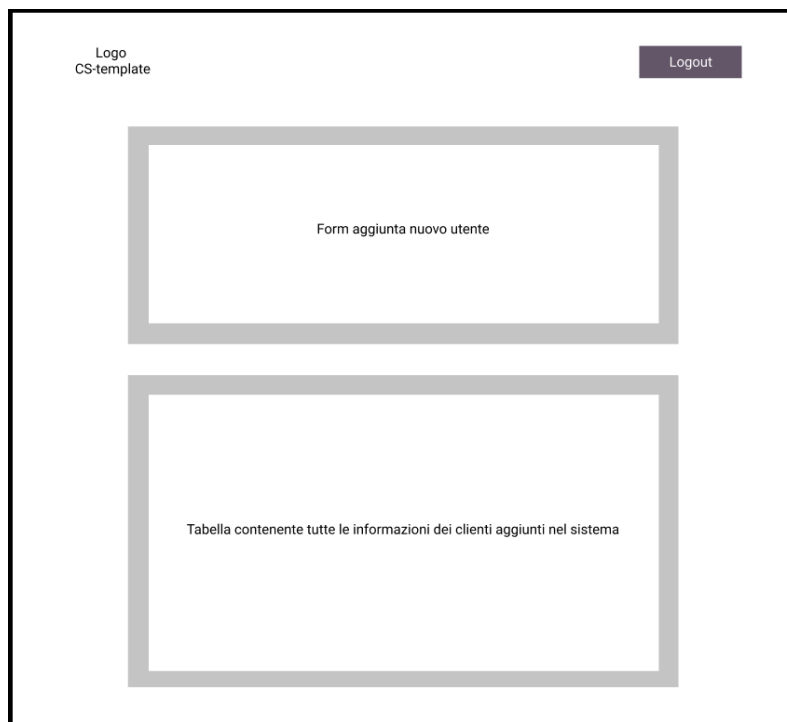 Logo
CS-template
Logout
Form aggiunta nuovo utente
Tabella contenente tutte le informazioni dei clienti aggiunti nel sistema